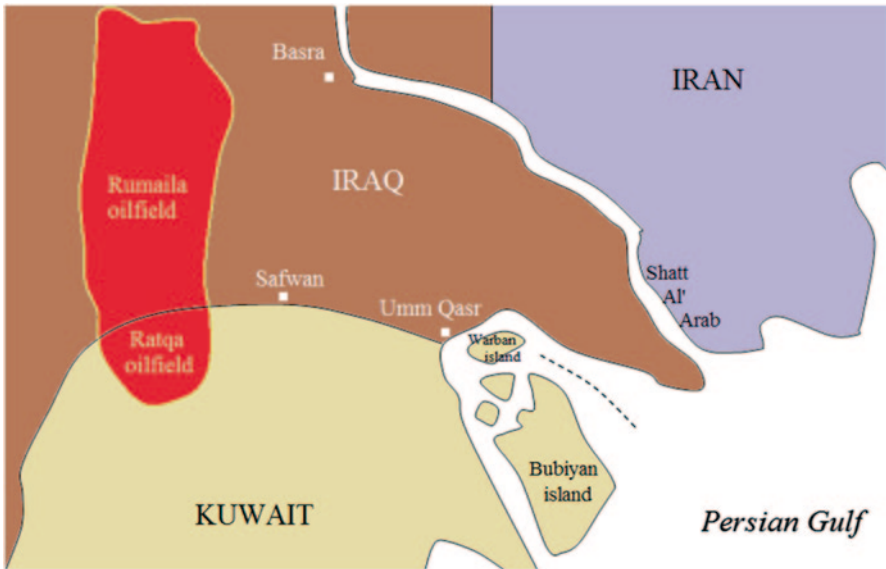 Basra
IRAN
Rumaila
oilfield
IRAQ
Safwan
Umm Qasr
Shatt
Al'
Arab
Ratqa
oilfield
Warban
island
Bubiyan
island
KUWAIT
Persian Gulf